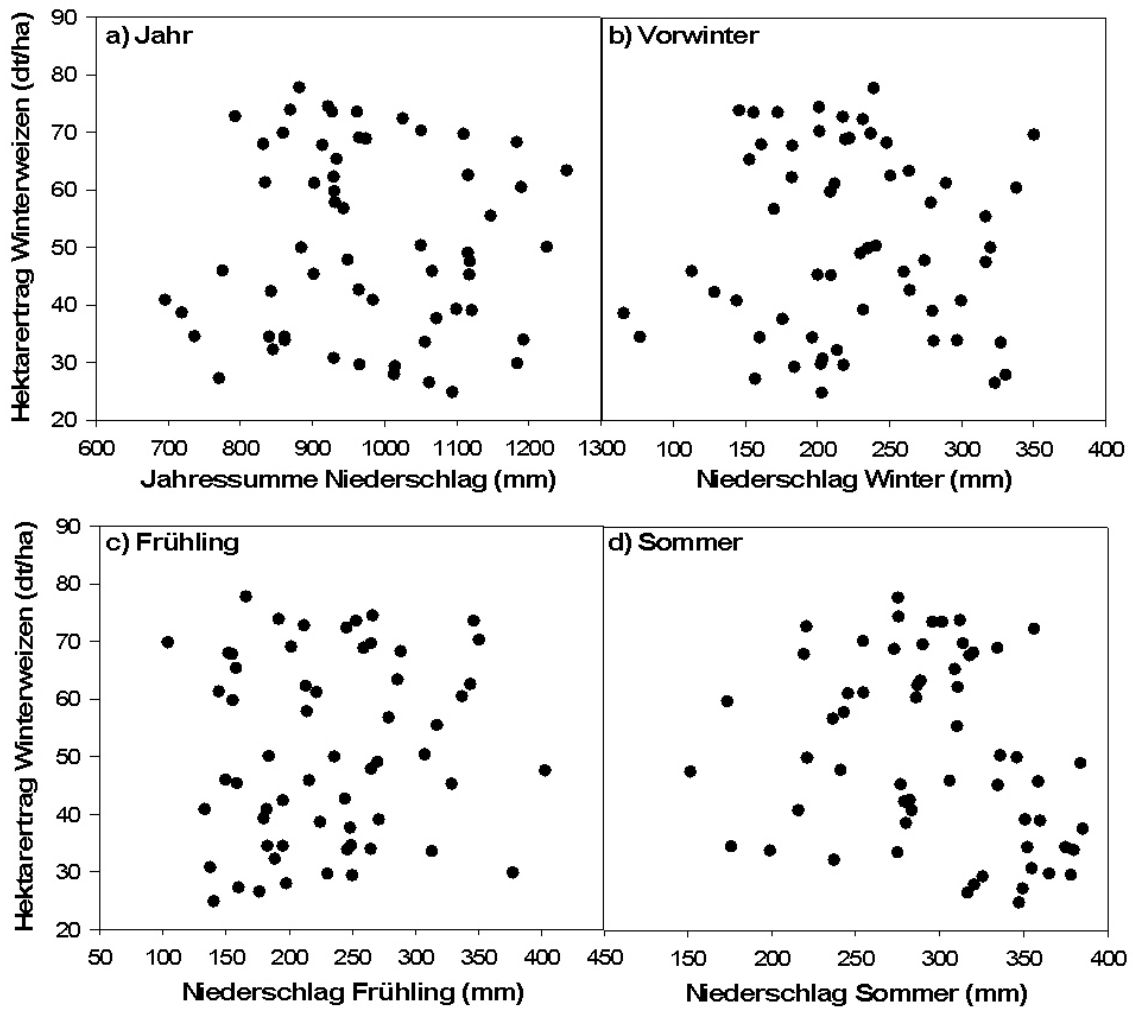 a) Jahr
b) Vorwinter
Hektarertrag Winterweizen (dt/ha)
90
80
70
60
50
40
30
20
600 700 800 900 1000 1100 1200 1300
100 150 200 250 300 350 400
Jahressumme Niederschlag (mm)
Niederschlag Winter (mm)
c) Frühling
d) Sommer
Hektarertrag Winterweizen (dt/ha)
90
80
70
60
50
40
30
20
50 100 150 200 250 300 350 400 450
200 250 300 350 400
Niederschlag Frühling (mm)
Niederschlag Sommer (mm)